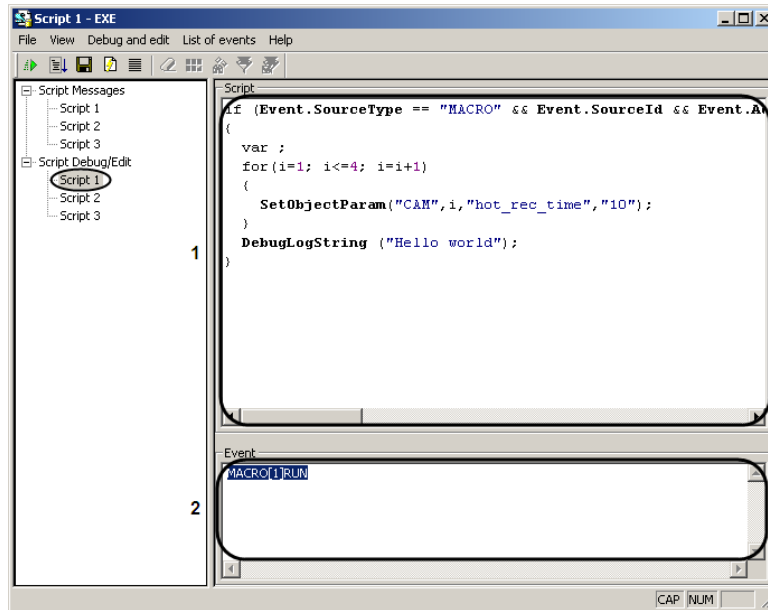 Script 1 - EXE
File View Debug and edit List of events Help
Script Messages
Script 1
Script 2
Script 3
Script Debug/Edit
Script 1
Script 2
Script 3
1
2
Script
if (Event.SourceType == "MACRO" && Event.SourceId && Event.A
{
var ;
for(i=1; i<=4; i=i+1)
{
SetObjectParam("CAM",i,"hot_rec_time","10");
}
DebugLogString ("Hello world");
}
Event
MACRO[1]RUN
CAP NUM